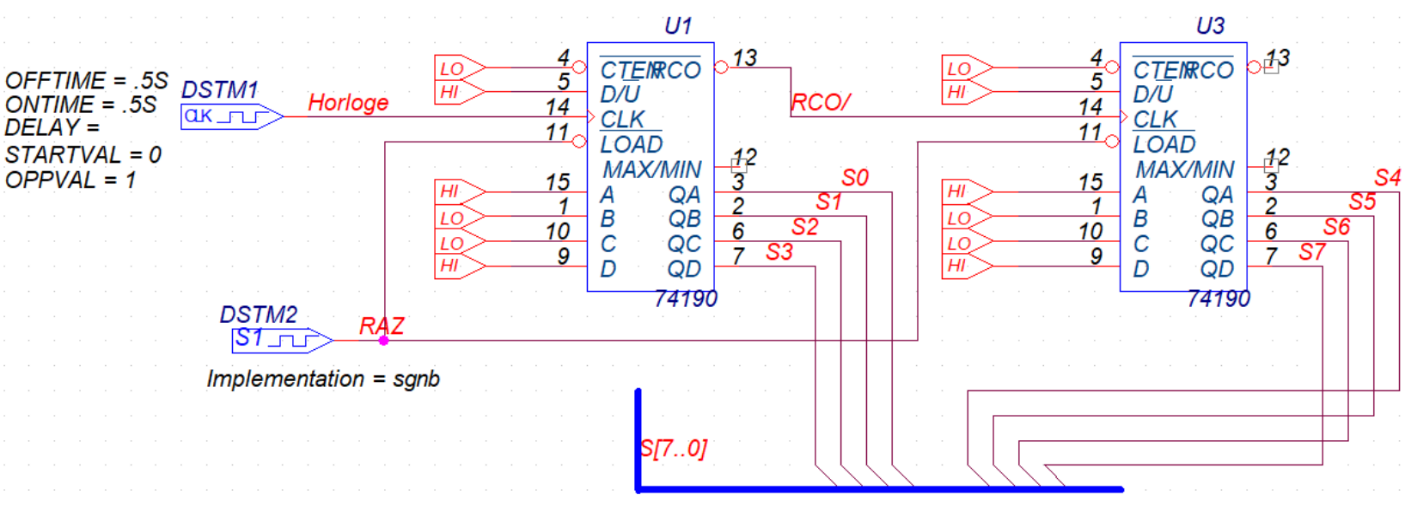 U1
U3
OFFTIME = .5S
ONTIME = .5S
DELAY =
STARTVAL = 0
OPPVAL = 1
DSTM1
CLK
Horloge
LO
HI
4
5
14
11
CTEN
RCO
D/U
CLK
LOAD
MAX/MIN
13
12
RCO/
HI
LO
LO
HI
15
1
10
9
A
B
C
D
QA
QB
QC
QD
3
2
6
7
S0
S1
S2
S3
74190
LO
HI
4
5
14
11
CTEN
RCO
D/U
CLK
LOAD
MAX/MIN
13
12
HI
LO
LO
HI
15
1
10
9
A
B
C
D
QA
QB
QC
QD
3
2
6
7
S4
S5
S6
S7
74190
DSTM2
S1
RAZ
Implementation = sgnb
S[7..0]